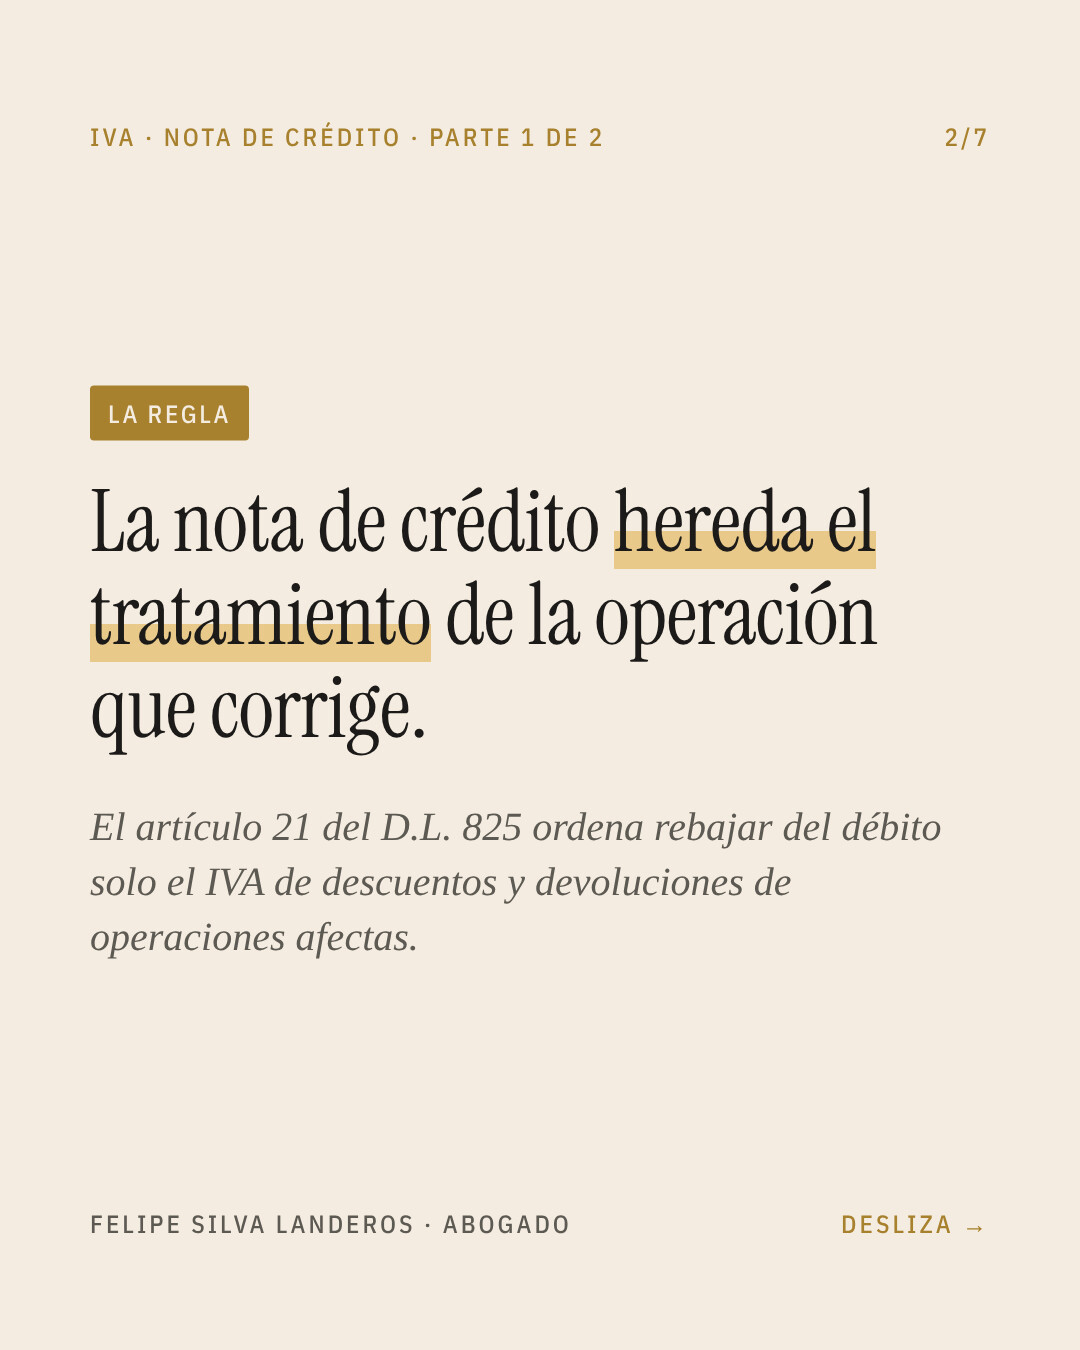 IVA · NOTA DE CRÉDITO · PARTE 1 DE 2
2/7
LA REGLA
La nota de crédito hereda el
tratamiento de la operación
que corrige.
El artículo 21 del D.L. 825 ordena rebajar del débito
solo el IVA de descuentos y devoluciones de
operaciones afectas.
FELIPE SILVA LANDEROS · ABOGADO
DESLIZA →